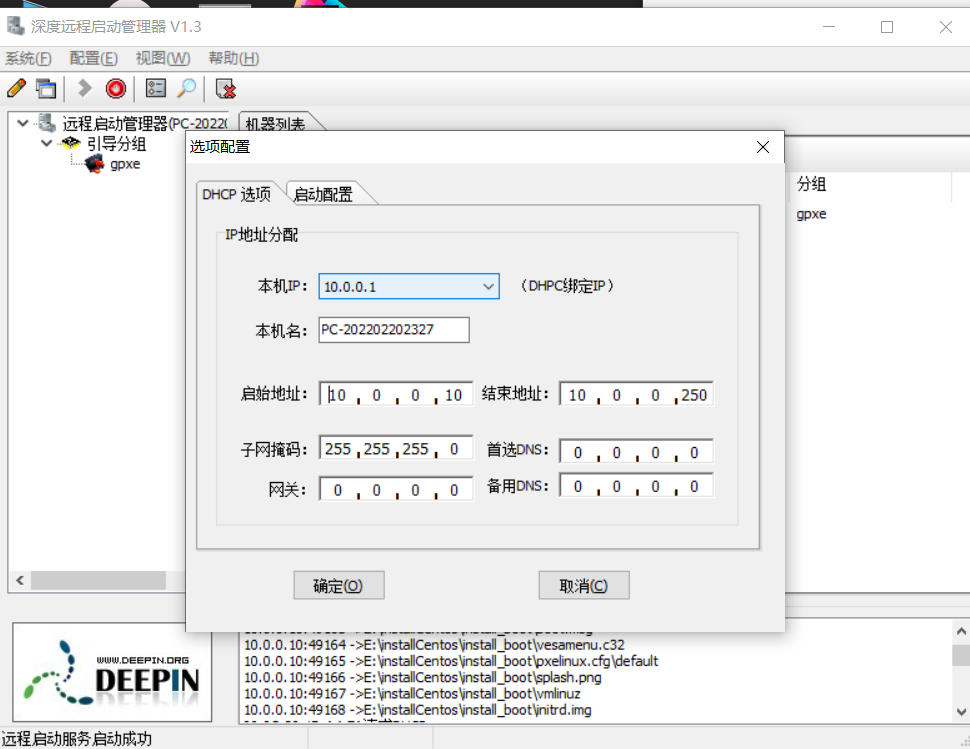 深度远程启动管理器 V1.3
系统(F) 配置(E) 视图(W) 帮助(H)
远程启动管理器(PC-2022(
引导分组
gpxe
机器列表
分组
gpxe
选项配置
DHCP 选项 启动配置
IP地址分配
本机IP: 10.0.0.1 (DHPC绑定IP)
本机名: PC-202202202327
启始地址: 10 . 0 . 0 . 10 结束地址: 10 . 0 . 0 . 250
子网掩码: 255 . 255 . 255 . 0 首选DNS: 0 . 0 . 0 . 0
网关: 0 . 0 . 0 . 0 备用DNS: 0 . 0 . 0 . 0
确定(O) 取消(C)
WWW.DEEPIN.ORG
DEEPIN
10.0.0.10:49164 ->E:\installCentos\install_boot\vesamenu.c32
10.0.0.10:49165 ->E:\installCentos\install_boot\pxelinux.cfg\default
10.0.0.10:49166 ->E:\installCentos\install_boot\splash.png
10.0.0.10:49167 ->E:\installCentos\install_boot\vmlinuz
10.0.0.10:49168 ->E:\installCentos\install_boot\initrd.img
远程启动服务启动成功